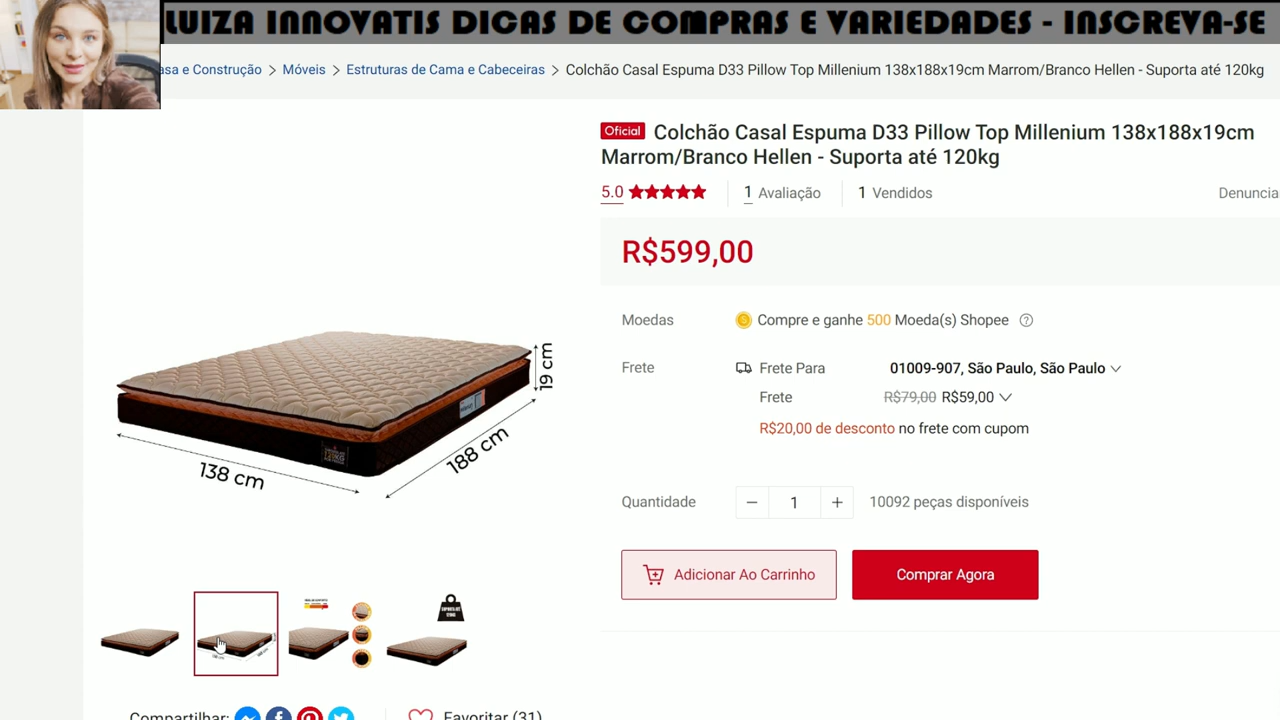 LUIZA INNOVATIS DICAS DE COMPRAS E VARIEDADES - INSCREVA-SE
asa e Construção > Móveis > Estruturas de Cama e Cabeceiras > Colchão Casal Espuma D33 Pillow Top Millenium 138x188x19cm Marrom/Branco Hellen - Suporta até 120kg
Oficial Colchão Casal Espuma D33 Pillow Top Millenium 138x188x19cm
Marrom/Branco Hellen - Suporta até 120kg
5.0 1 Avaliação 1 Vendidos Denuncia
R$599,00
Moedas Compre e ganhe 500 Moeda(s) Shopee ?
Frete Frete Para 01009-907, São Paulo, São Paulo
Frete R$79,00 R$59,00
R$20,00 de desconto no frete com cupom
Quantidade − 1 + 10092 peças disponíveis
Adicionar Ao Carrinho Comprar Agora
19 cm
188 cm
138 cm
Compartilhar: Favoritar (31)